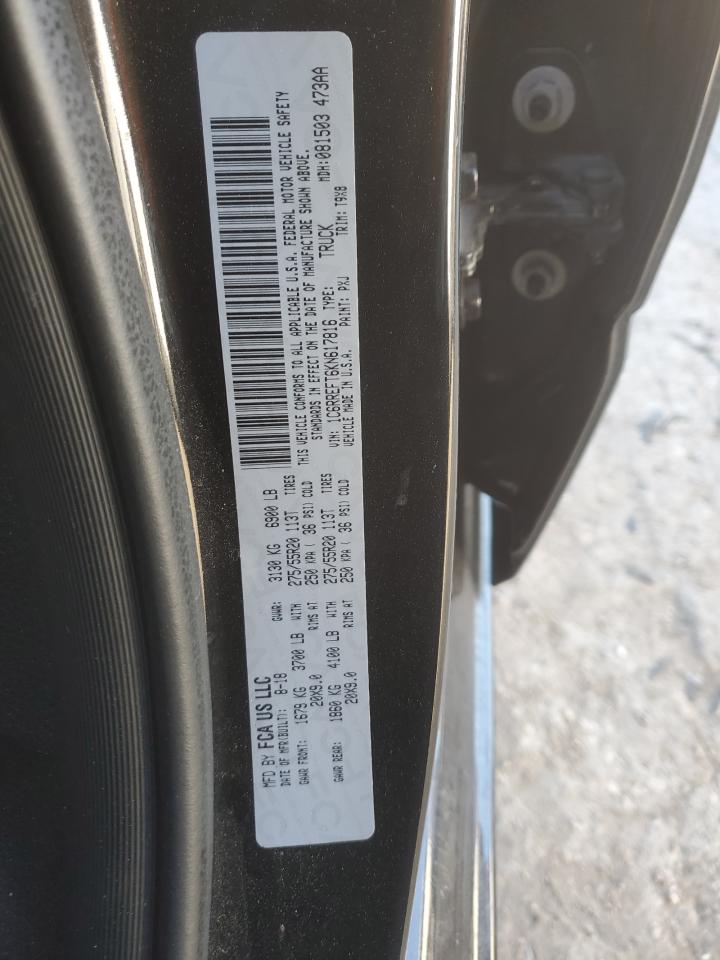 MFD BY FCA US LLC
DATE OF MFR(BUILT): 8-18 GVWR: 3130 KG 6900 LB
GAWR FRONT: 1679 KG 3700 LB WITH 275/55R20 113T TIRES
20X9.0 RIMS AT 250 KPA ( 36 PSI) COLD
GAWR REAR: 1860 KG 4100 LB WITH 275/55R20 113T TIRES
20X9.0 RIMS AT 250 KPA ( 36 PSI) COLD
THIS VEHICLE CONFORMS TO ALL APPLICABLE U.S.A. FEDERAL MOTOR VEHICLE SAFETY
STANDARDS IN EFFECT ON THE DATE OF MANUFACTURE SHOWN ABOVE.
MDH:081503 473AA
VIN: 1C6RREFT6KN617816 TYPE: TRUCK
VEHICLE MADE IN U.S.A. PAINT: PXJ TRIM: T9X8